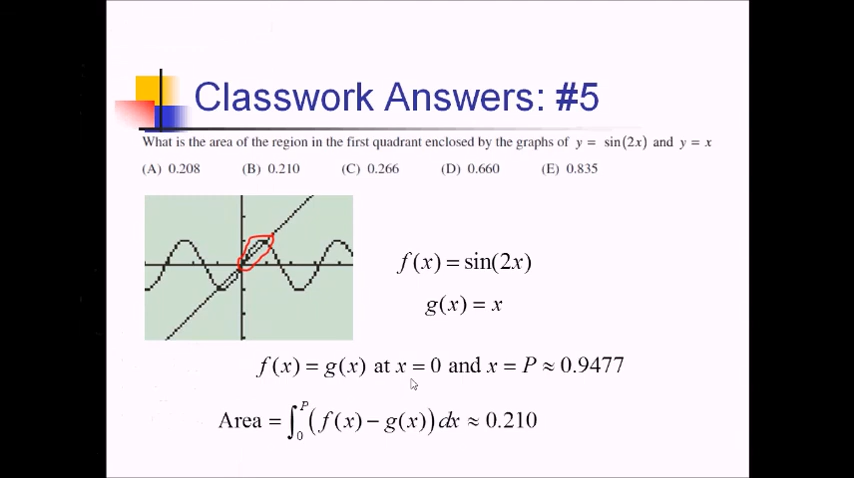 Classwork Answers: #5
What is the area of the region in the first quadrant enclosed by the graphs of y = sin(2x) and y = x
(A) 0.208 (B) 0.210 (C) 0.266 (D) 0.660 (E) 0.835
f(x) = sin(2x)
g(x) = x
f(x) = g(x) at x = 0 and x = P ≈ 0.9477
Area = ∫₀ᴾ (f(x) − g(x)) dx ≈ 0.210